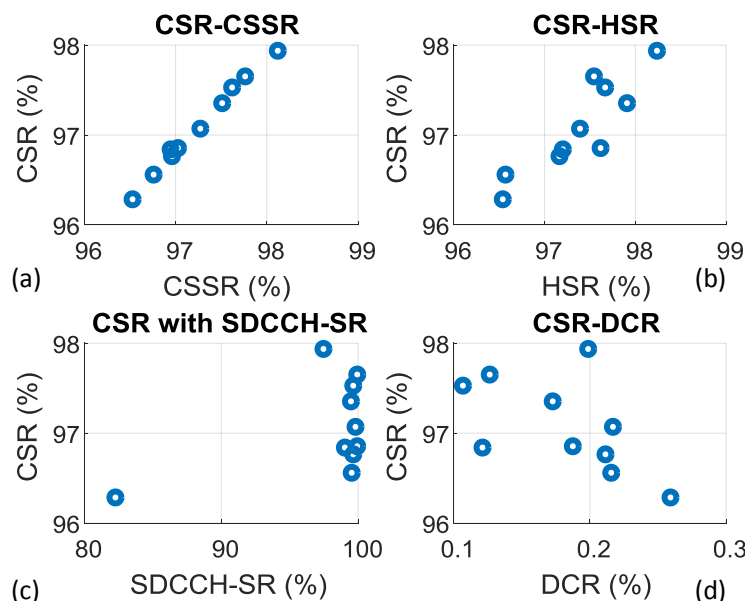 CSR-CSSR
98
97
96
CSR (%)
96 97 98 99
CSSR (%)
(a)
CSR-HSR
98
97
96
CSR (%)
96 97 98 99
HSR (%)
(b)
CSR with SDCCH-SR
98
97
96
CSR (%)
80 90 100
SDCCH-SR (%)
(c)
CSR-DCR
98
97
96
CSR (%)
0.1 0.2 0.3
DCR (%)
(d)